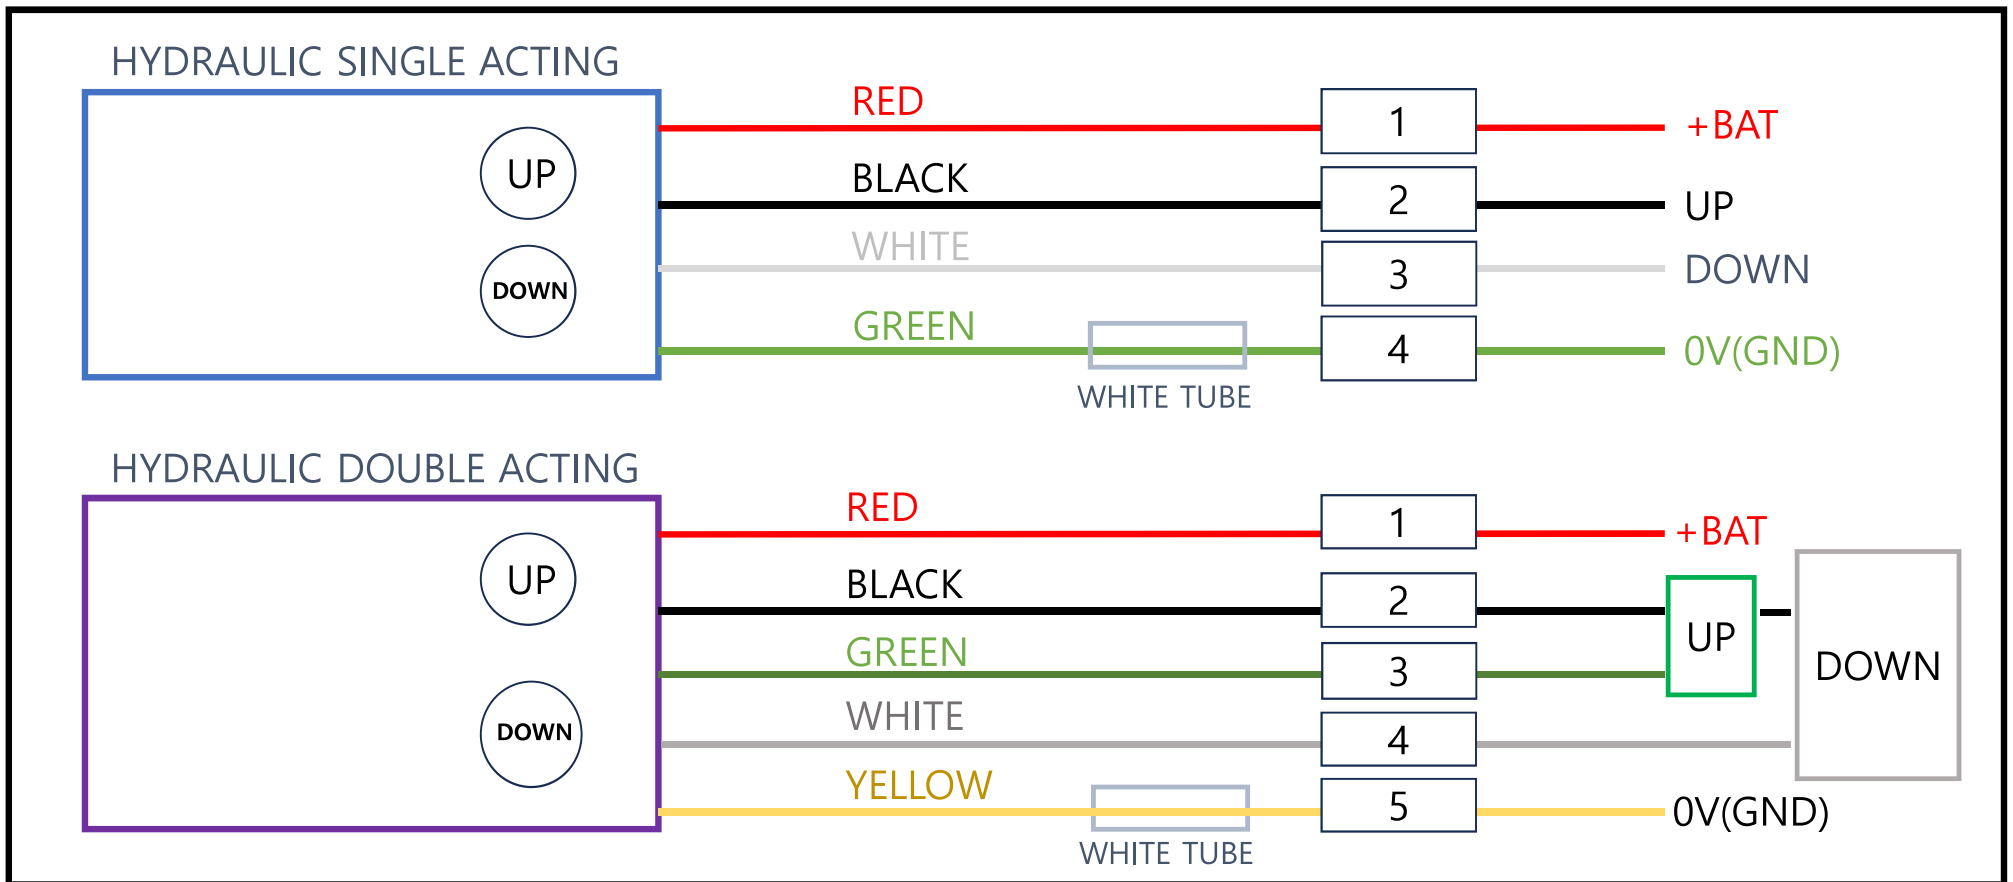 HYDRAULIC SINGLE ACTING
RED
1
+BAT
UP
BLACK
2
UP
WHITE
3
DOWN
DOWN
GREEN
4
0V(GND)
WHITE TUBE
HYDRAULIC DOUBLE ACTING
RED
1
+BAT
UP
BLACK
2
UP
GREEN
3
DOWN
WHITE
4
DOWN
YELLOW
5
0V(GND)
WHITE TUBE